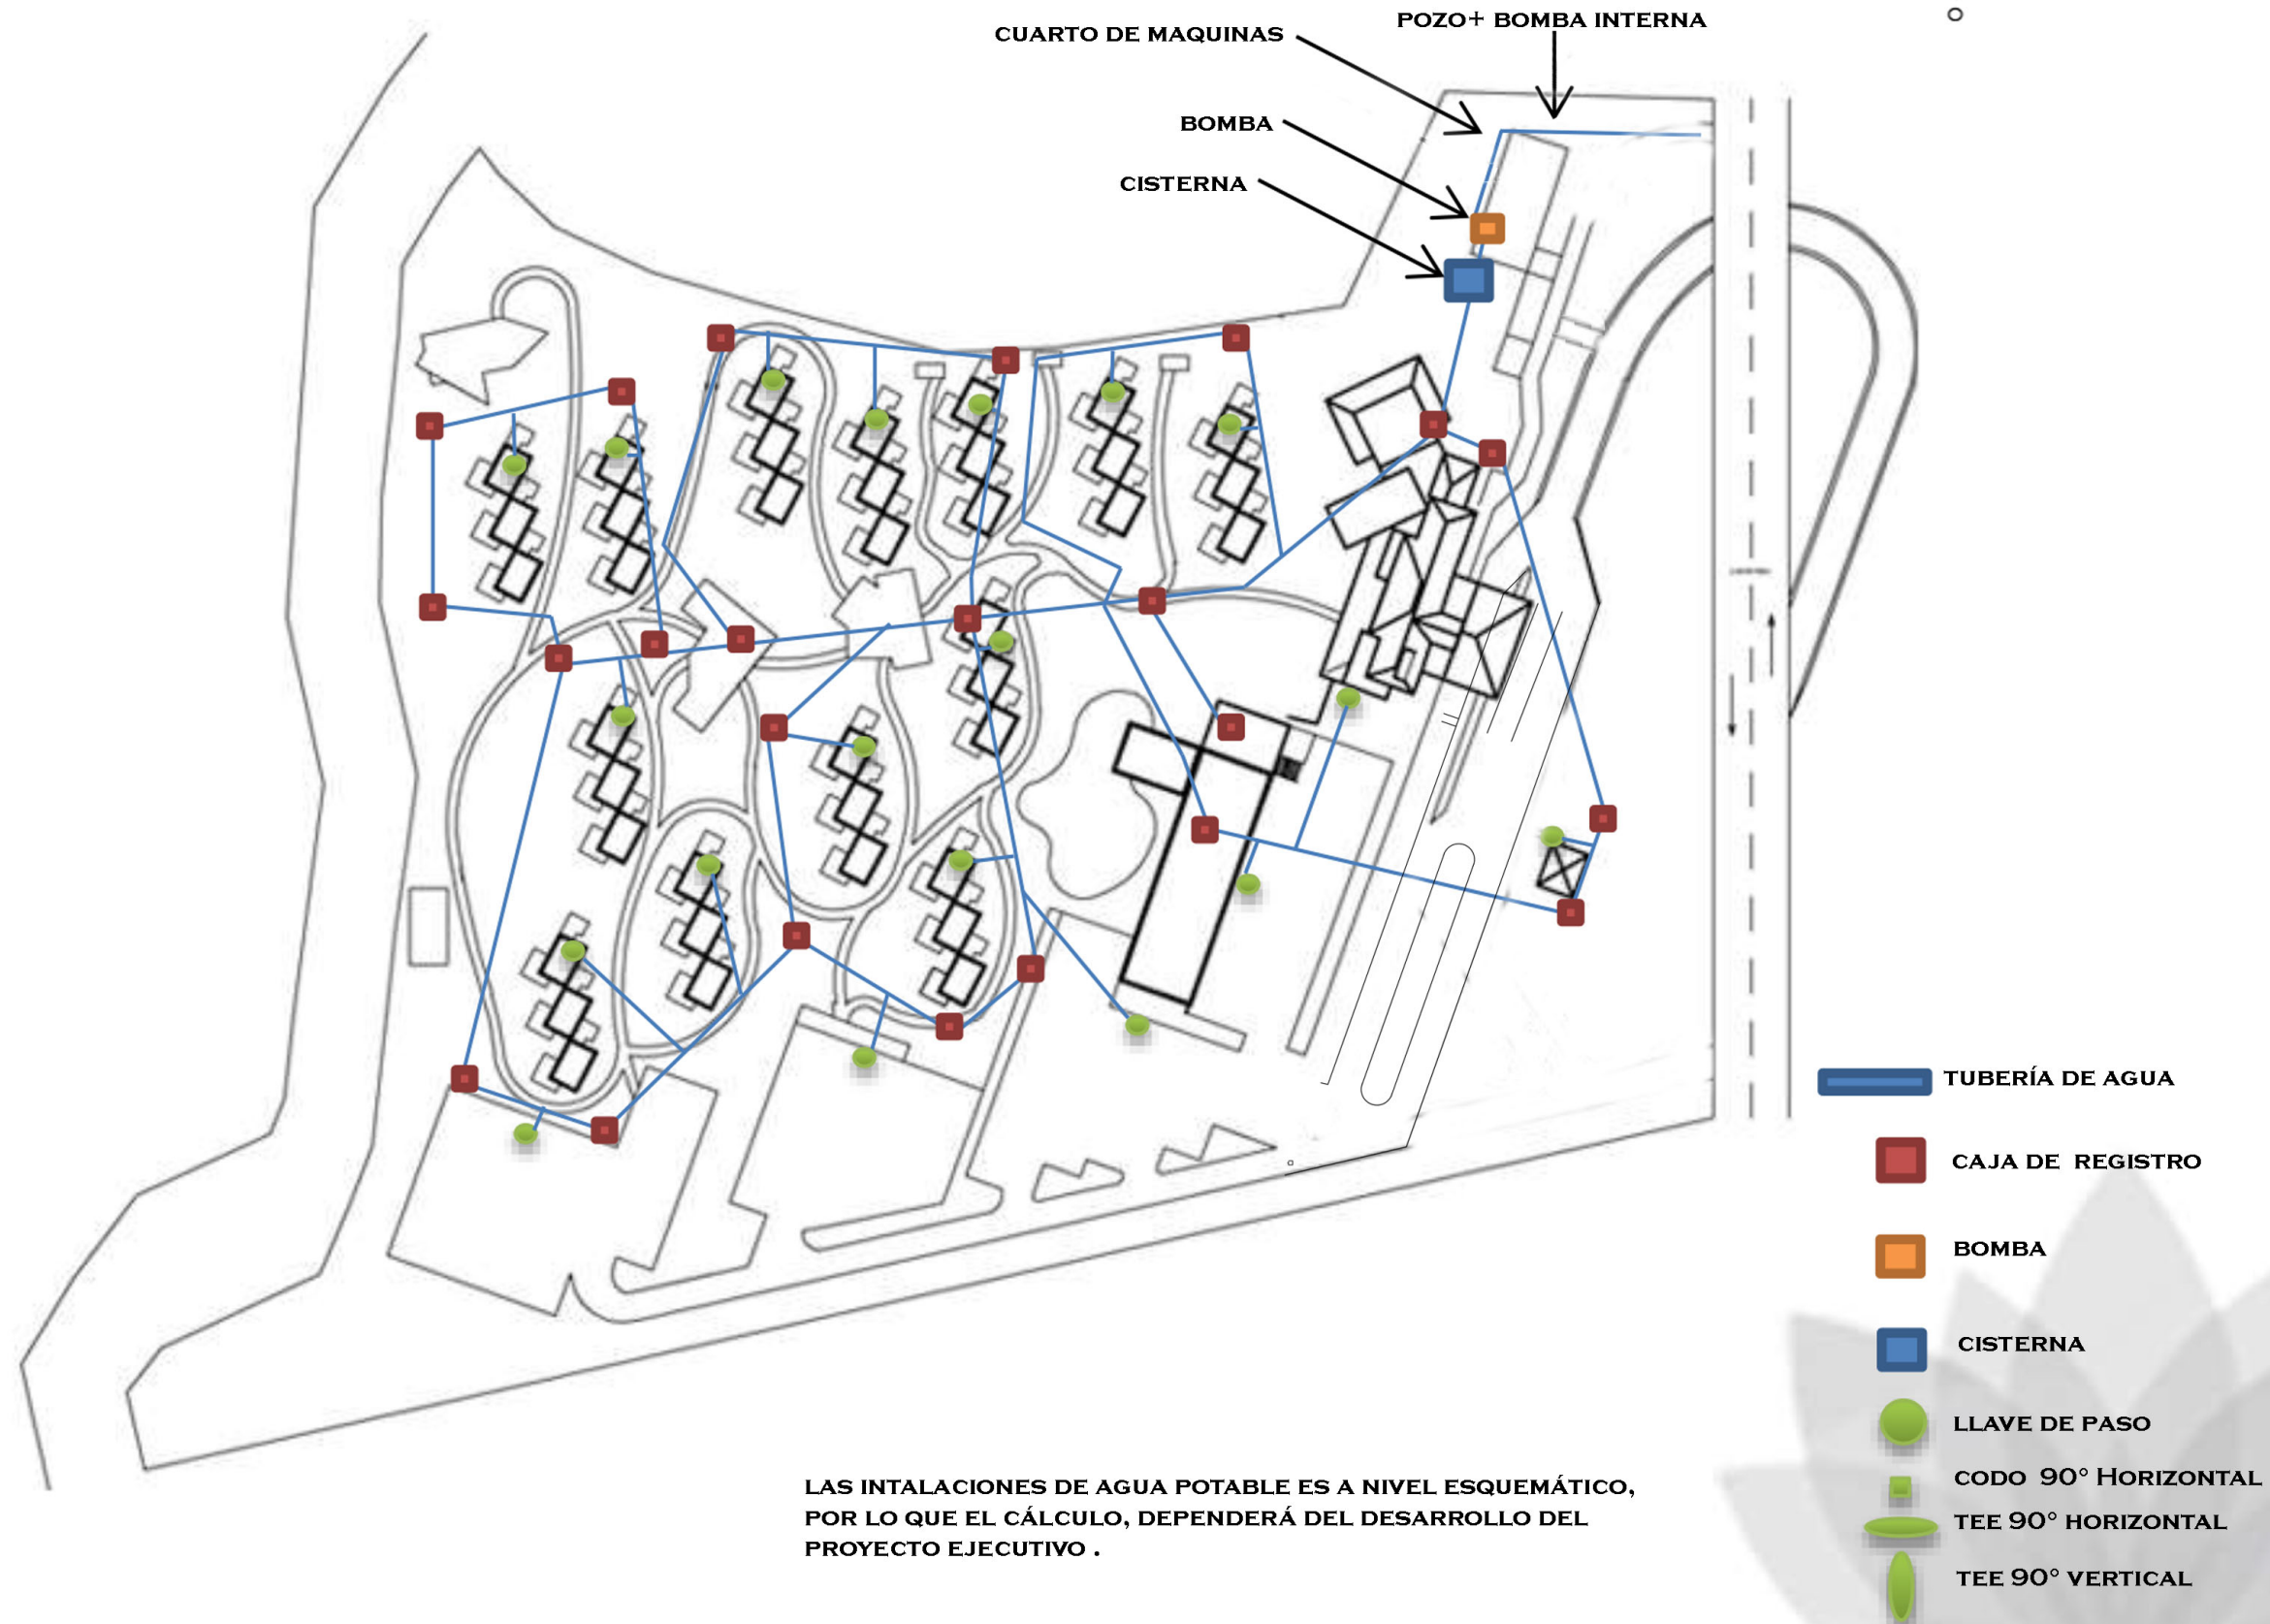 POZO+ BOMBA INTERNA
CUARTO DE MAQUINAS
BOMBA
CISTERNA
TUBERÍA DE AGUA
CAJA DE REGISTRO
BOMBA
CISTERNA
LLAVE DE PASO
CODO 90° HORIZONTAL
TEE 90° HORIZONTAL
TEE 90° VERTICAL
LAS INTALACIONES DE AGUA POTABLE ES A NIVEL ESQUEMÁTICO,
POR LO QUE EL CÁLCULO, DEPENDERÁ DEL DESARROLLO DEL
PROYECTO EJECUTIVO .